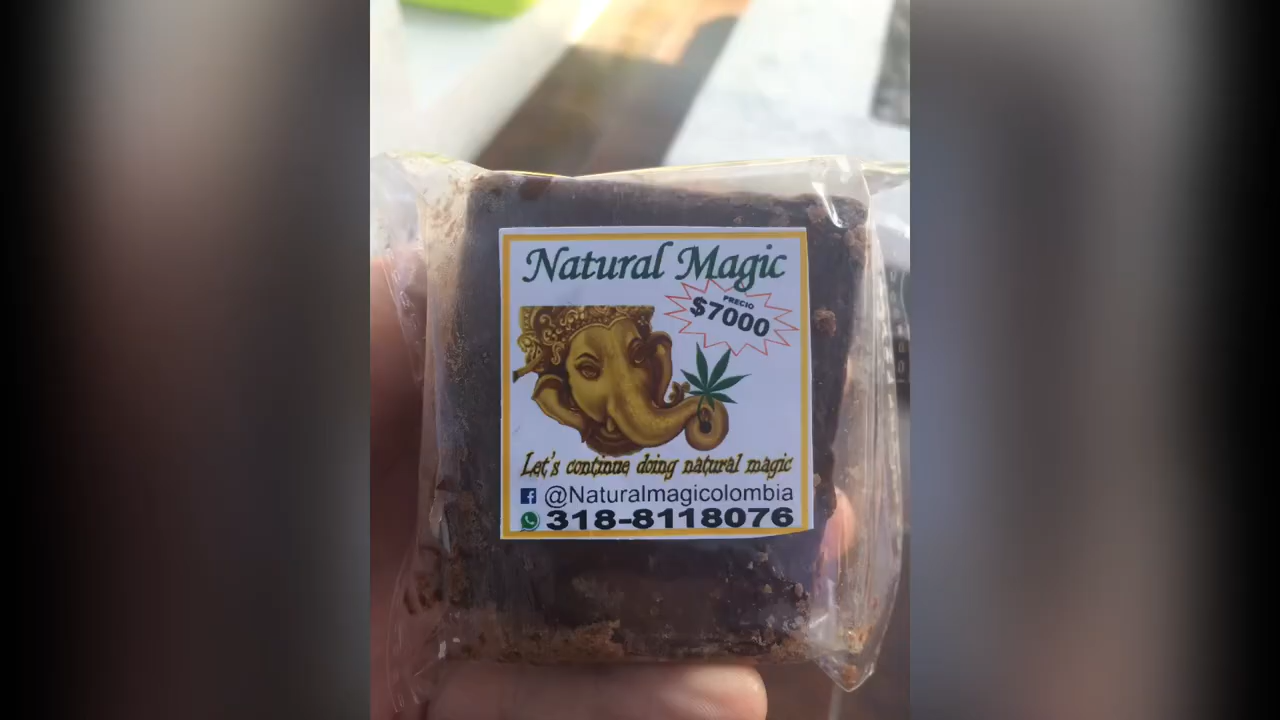 Natural Magic
PRECIO
$7000
Let's continue doing natural magic
@Naturalmagicolombia
318-8118076